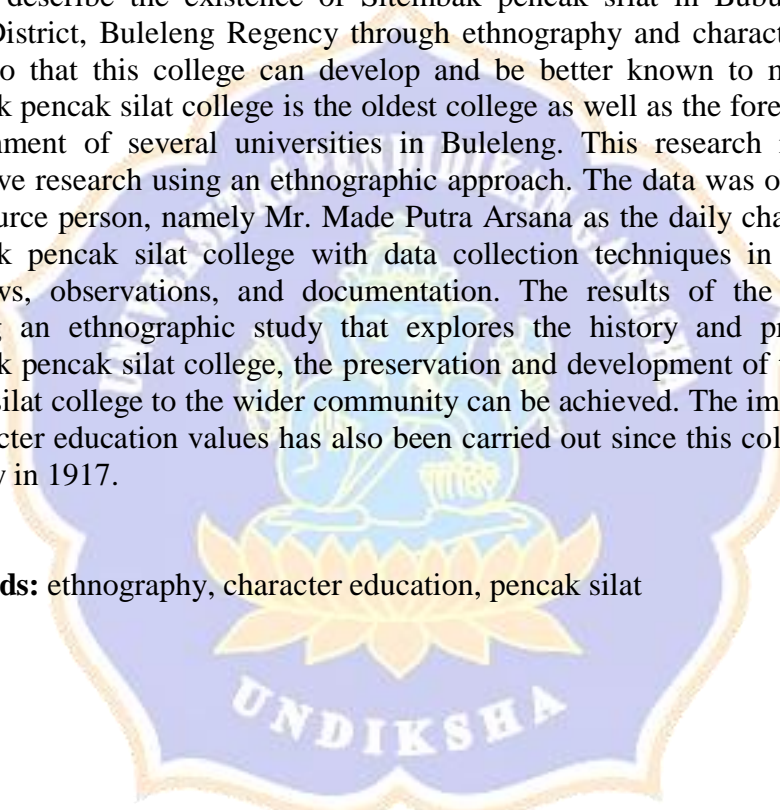 describe the existence of Sitembak pencak silat in Bubu
District, Buleleng Regency through ethnography and charact
o that this college can develop and be better known to m
k pencak silat college is the oldest college as well as the fore
nment of several universities in Buleleng. This research i
ve research using an ethnographic approach. The data was o
urce person, namely Mr. Made Putra Arsana as the daily cha
k pencak silat college with data collection techniques in
ws, observations, and documentation. The results of the
g an ethnographic study that explores the history and pr
k pencak silat college, the preservation and development of t
silat college to the wider community can be achieved. The im
cter education values has also been carried out since this col
y in 1917.
ds: ethnography, character education, pencak silat
UNIVERSITAS PENDIDIKAN GANESHA
UNDIKSHA